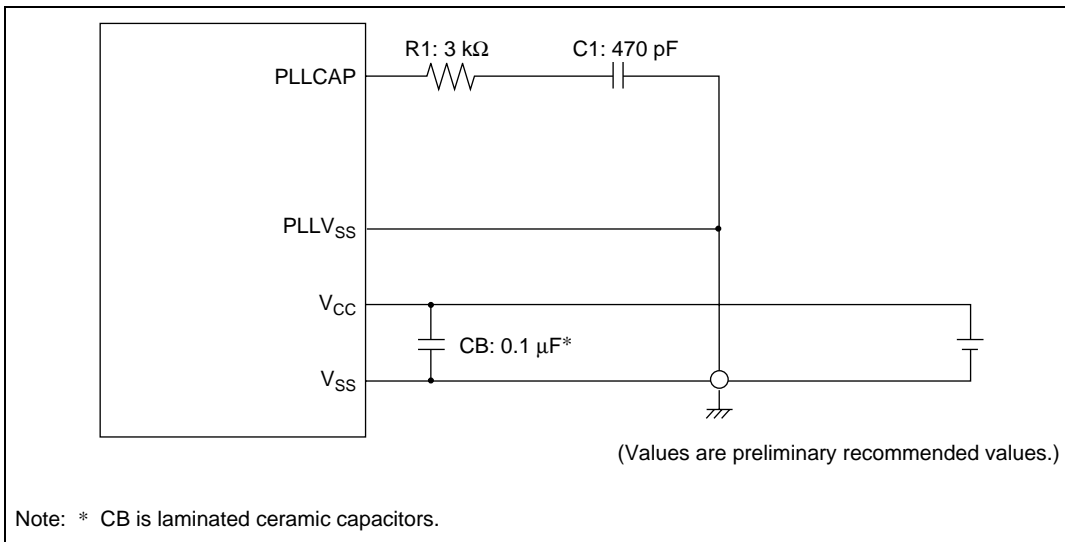 R1: 3 kΩ
C1: 470 pF
PLLCAP
PLLVSS
VCC
CB: 0.1 μF*
VSS
(Values are preliminary recommended values.)
Note: * CB is laminated ceramic capacitors.